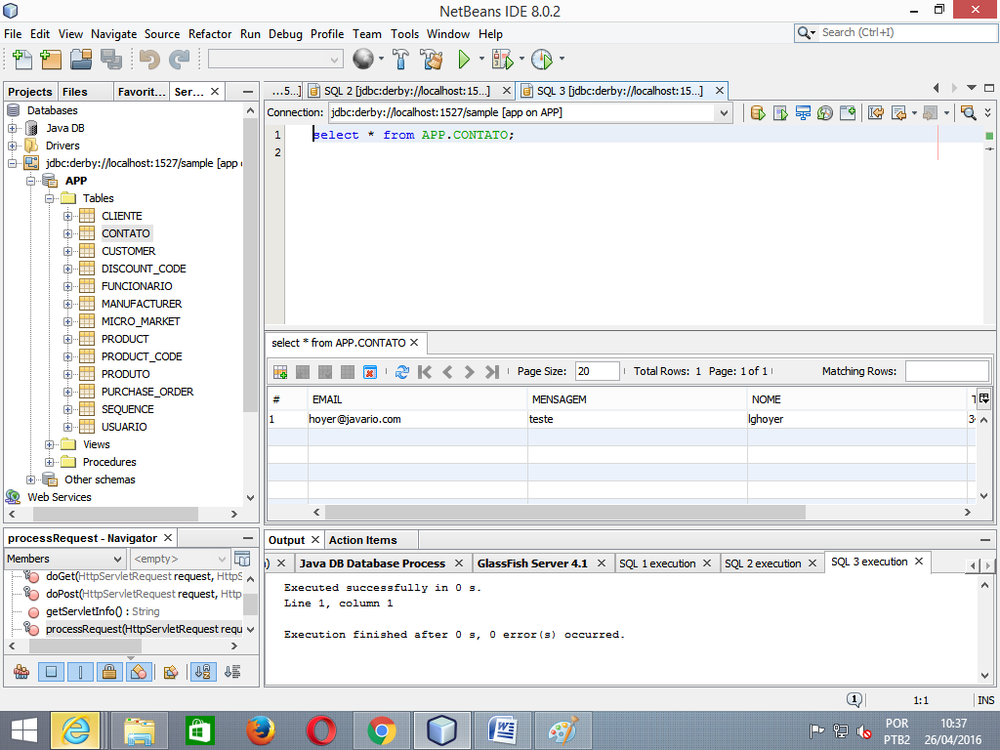 NetBeans IDE 8.0.2
File Edit View Navigate Source Refactor Run Debug Profile Team Tools Window Help
Search (Ctrl+I)
Projects Files Favorit... Ser...
Databases
Java DB
Drivers
jdbc:derby://localhost:1527/sample [app
APP
Tables
CLIENTE
CONTATO
CUSTOMER
DISCOUNT_CODE
FUNCIONARIO
MANUFACTURER
MICRO_MARKET
PRODUCT
PRODUCT_CODE
PRODUTO
PURCHASE_ORDER
SEQUENCE
USUARIO
Views
Procedures
Other schemas
Web Services
...5...] SQL 2 [jdbc:derby://localhost:15...] SQL 3 [jdbc:derby://localhost:15...]
Connection: jdbc:derby://localhost:1527/sample [app on APP]
1 select * from APP.CONTATO;
2
select * from APP.CONTATO
Page Size: 20 Total Rows: 1 Page: 1 of 1 Matching Rows:
# EMAIL MENSAGEM NOME
1 hoyer@javario.com teste lghoyer
processRequest - Navigator
Members <empty>
doGet(HttpServletRequest request, HttpS
doPost(HttpServletRequest request, Http
getServletInfo() : String
processRequest(HttpServletRequest requ
Output Action Items
) Java DB Database Process GlassFish Server 4.1 SQL 1 execution SQL 2 execution SQL 3 execution
Executed successfully in 0 s.
Line 1, column 1
Execution finished after 0 s, 0 error(s) occurred.
1 1:1 INS
POR 10:37
PTB2 26/04/2016